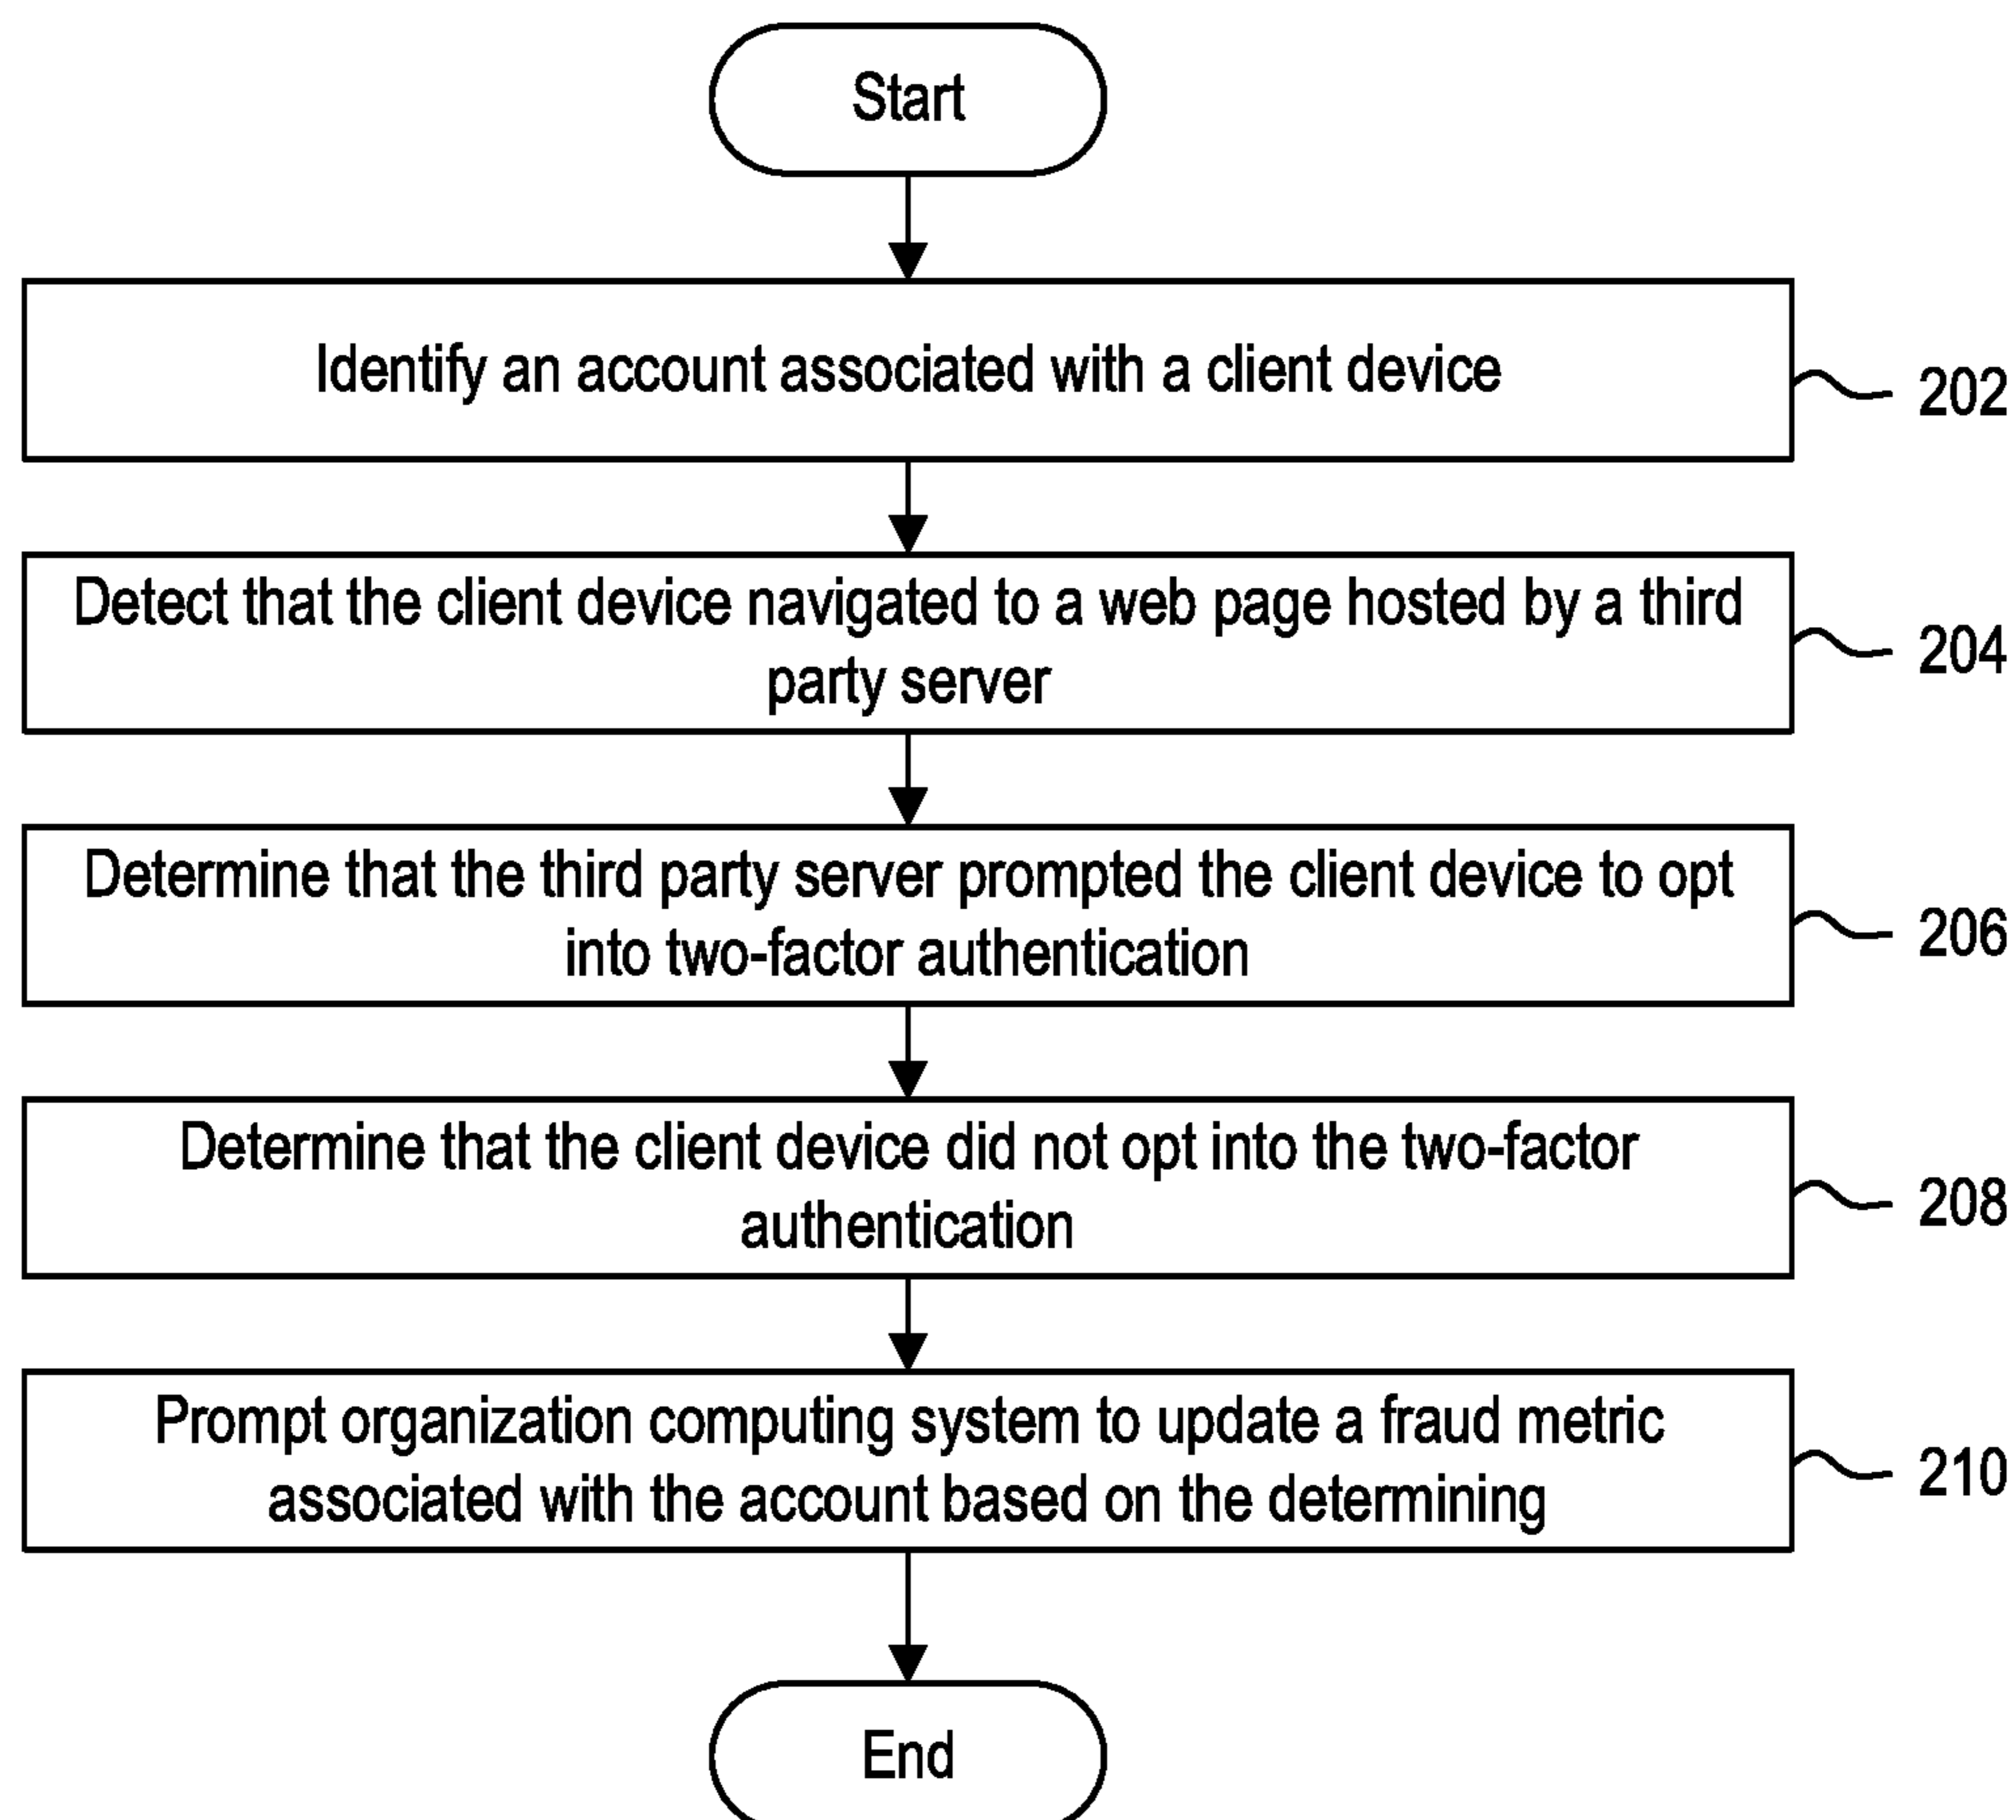 Start
Identify an account associated with a client device
202
Detect that the client device navigated to a web page hosted by a third
party server
204
Determine that the third party server prompted the client device to opt
into two-factor authentication
206
Determine that the client device did not opt into the two-factor
authentication
208
Prompt organization computing system to update a fraud metric
associated with the account based on the determining
210
End